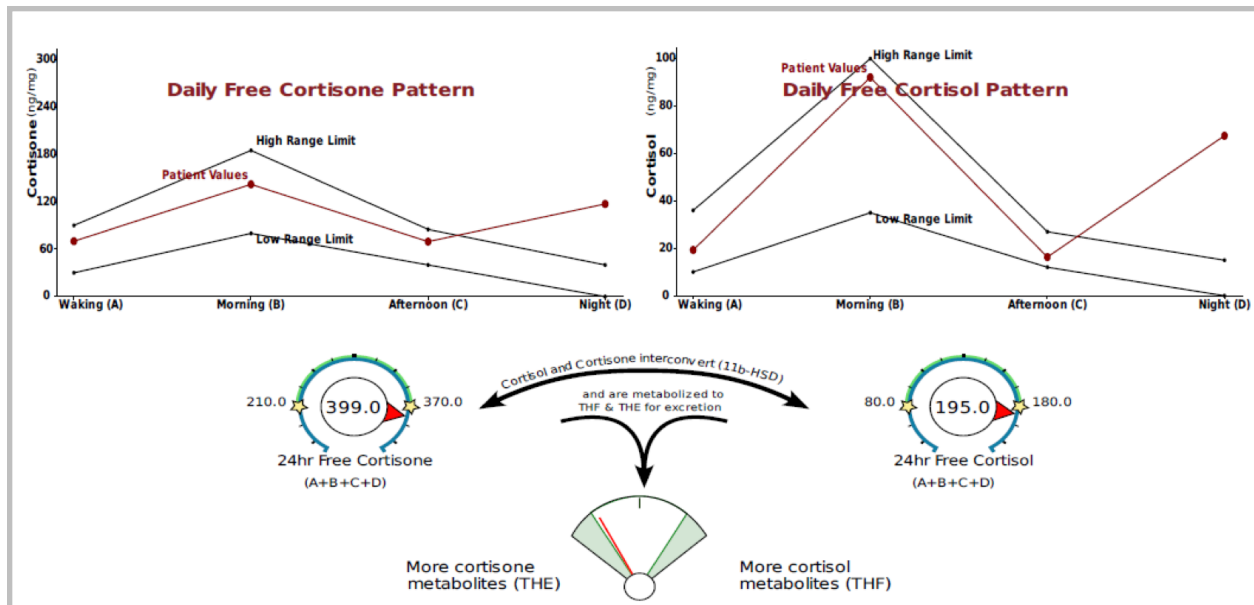 Daily Free Cortisone Pattern
Cortisone (ng/mg)
300
240
180
120
60
0
High Range Limit
Patient Values
Low Range Limit
Waking (A)
Morning (B)
Afternoon (C)
Night (D)
Daily Free Cortisol Pattern
Cortisol (ng/mg)
100
80
60
40
20
0
High Range Limit
Patient Values
Low Range Limit
Waking (A)
Morning (B)
Afternoon (C)
Night (D)
210.0
399.0
370.0
24hr Free Cortisone
(A+B+C+D)
Cortisol and Cortisone interconvert (11b-HSD)
and are metabolized to
THF & THE for excretion
80.0
195.0
180.0
24hr Free Cortisol
(A+B+C+D)
More cortisone
metabolites (THE)
More cortisol
metabolites (THF)